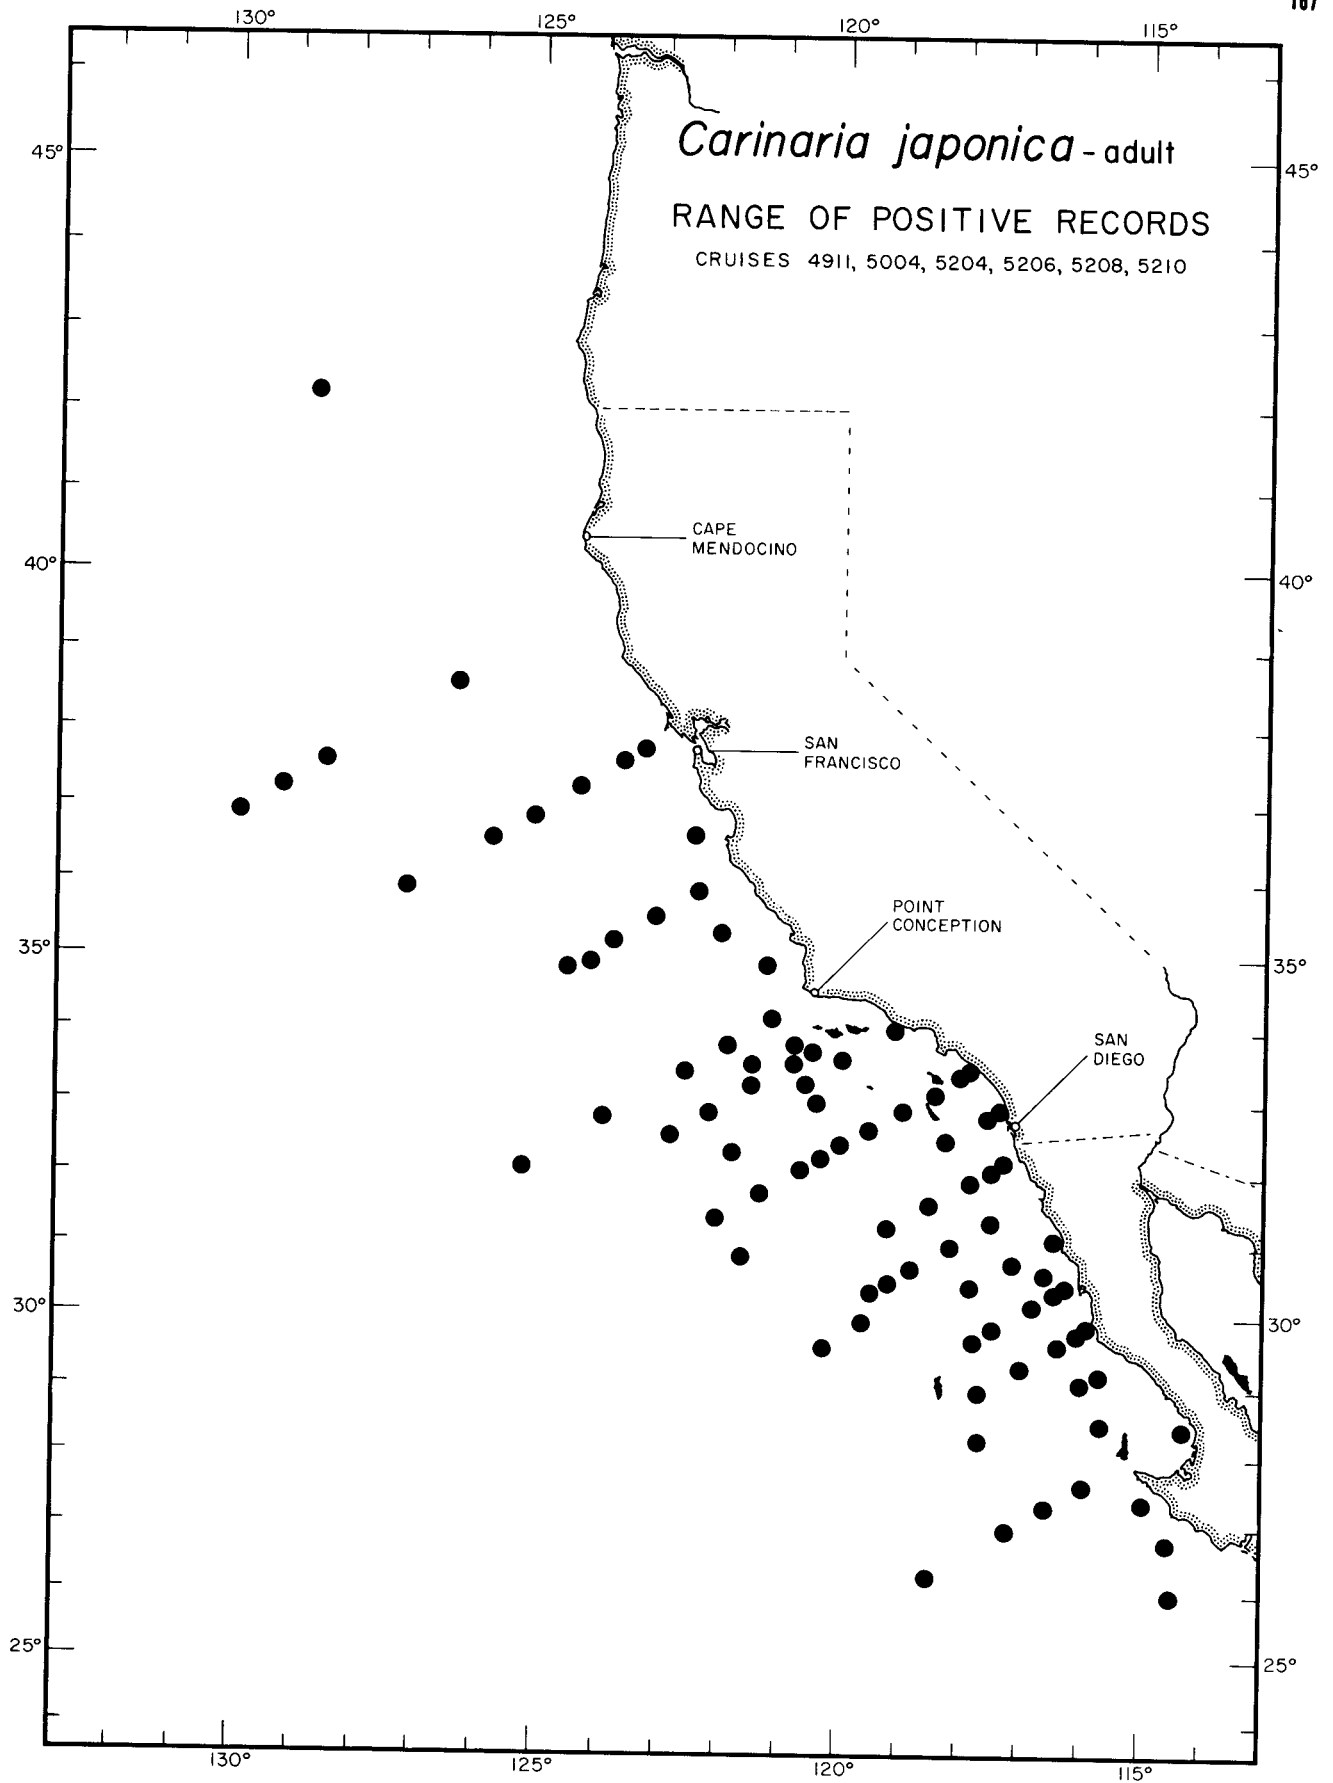 167
130° 125° 120° 115°
Carinaria japonica - adult
45° 45°
RANGE OF POSITIVE RECORDS
CRUISES 4911, 5004, 5204, 5206, 5208, 5210
CAPE
MENDOCINO
40° 40°
SAN
FRANCISCO
POINT
CONCEPTION
35° 35°
SAN
DIEGO
30° 30°
25° 25°
130° 125° 120° 115°